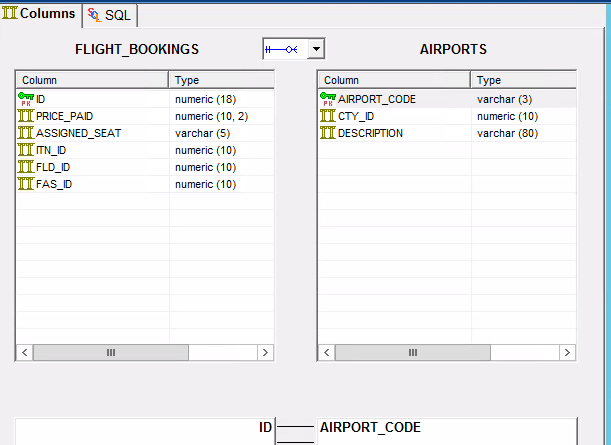 Columns SQL
FLIGHT_BOOKINGS AIRPORTS
Column Type Column Type
PK ID numeric (18) PK AIRPORT_CODE varchar (3)
PRICE_PAID numeric (10, 2) CTY_ID numeric (10)
ASSIGNED_SEAT varchar (5) DESCRIPTION varchar (80)
ITN_ID numeric (10)
FLD_ID numeric (10)
FAS_ID numeric (10)
ID AIRPORT_CODE